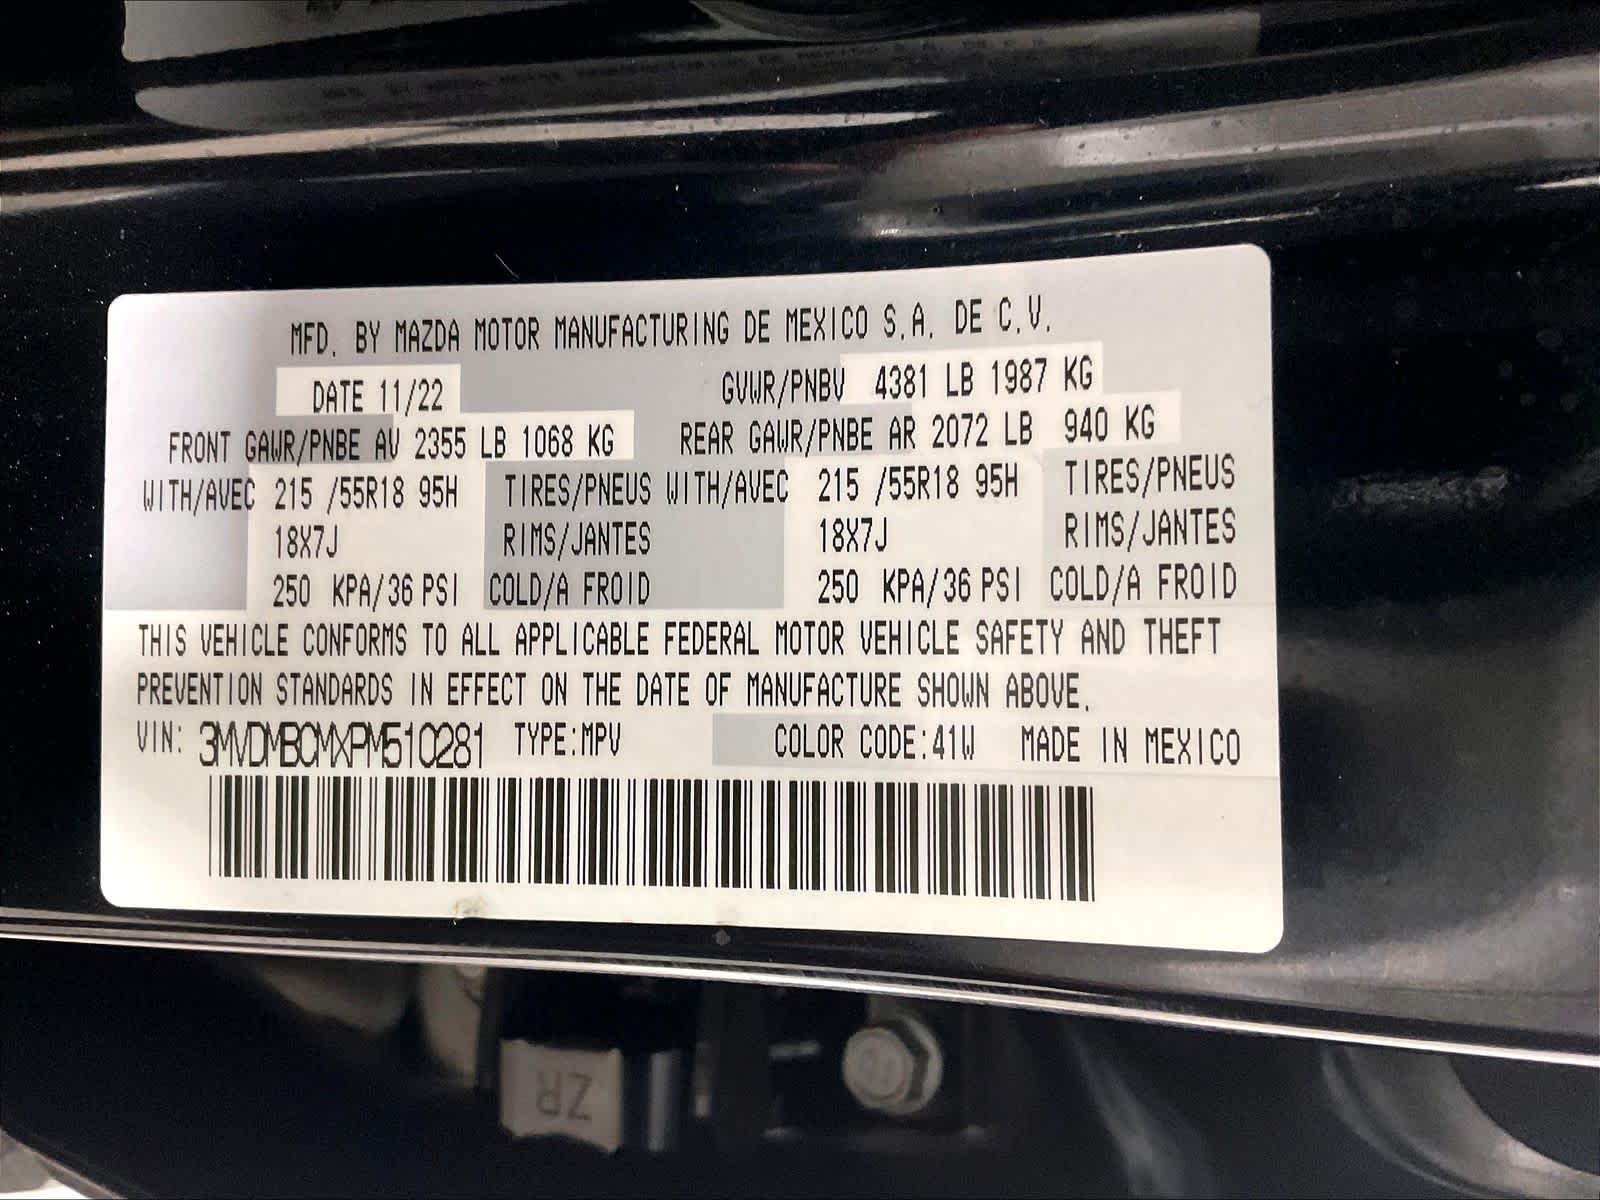 MFD. BY MAZDA MOTOR MANUFACTURING DE MEXICO S.A. DE C.V.
DATE 11/22 GVWR/PNBV 4381 LB 1987 KG
FRONT GAWR/PNBE AV 2355 LB 1068 KG REAR GAWR/PNBE AR 2072 LB 940 KG
WITH/AVEC 215 /55R18 95H TIRES/PNEUS WITH/AVEC 215 /55R18 95H TIRES/PNEUS
18X7J RIMS/JANTES 18X7J RIMS/JANTES
250 KPA/36 PSI COLD/A FROID 250 KPA/36 PSI COLD/A FROID
THIS VEHICLE CONFORMS TO ALL APPLICABLE FEDERAL MOTOR VEHICLE SAFETY AND THEFT
PREVENTION STANDARDS IN EFFECT ON THE DATE OF MANUFACTURE SHOWN ABOVE.
VIN: 3MVDMBCMXPM510281 TYPE:MPV COLOR CODE:41W MADE IN MEXICO
ZR